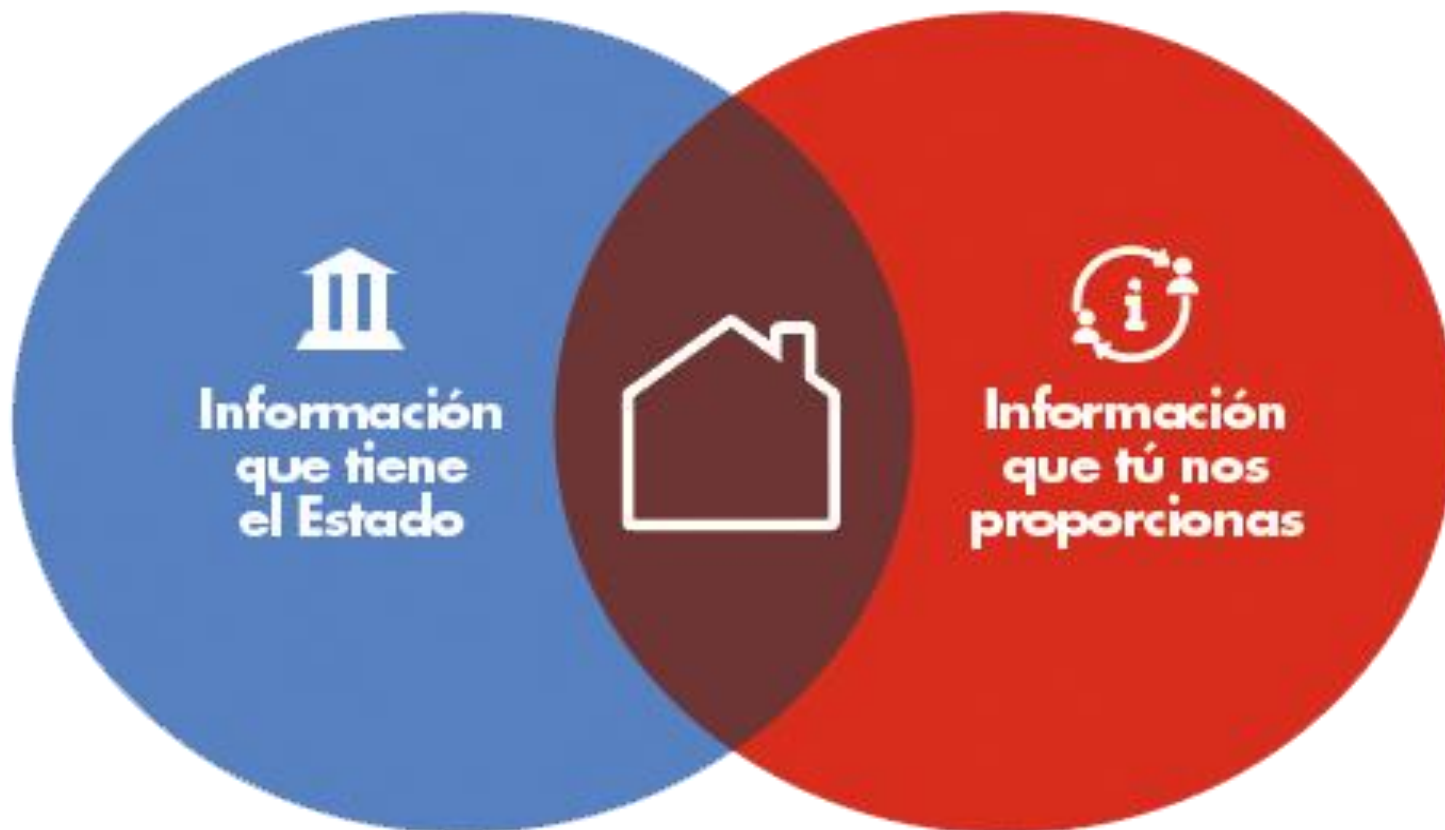 Información
que tiene
el Estado
i
Información
que tú nos
proporcionas